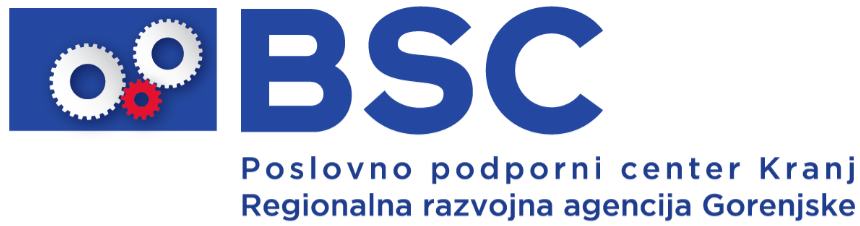 BSC
Poslovno podporni center Kranj
Regionalna razvojna agencija Gorenjske